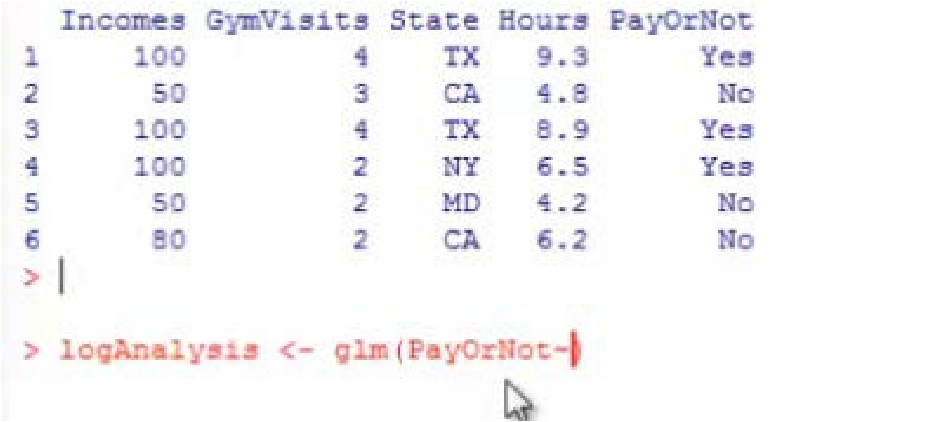 Incomes GymVisits State Hours PayOrNot
1 100 4 TX 9.3 Yes
2 50 3 CA 4.8 No
3 100 4 TX 8.9 Yes
4 100 2 NY 6.5 Yes
5 50 2 MD 4.2 No
6 80 2 CA 6.2 No
>
> logAnalysis <- glm(PayOrNot~)